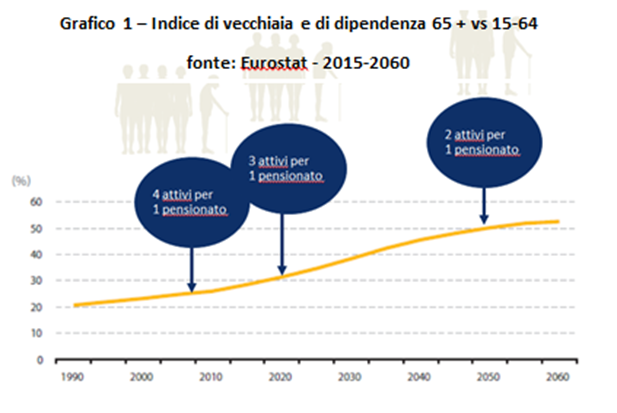 Grafico 1 – Indice di vecchiaia e di dipendenza 65 + vs 15-64
fonte: Eurostat - 2015-2060
2 attivi per
1 pensionato
3 attivi per
1 pensionato
4 attivi per
1 pensionato
(%)
60
50
40
30
20
10
0
1990 2000 2010 2020 2030 2040 2050 2060